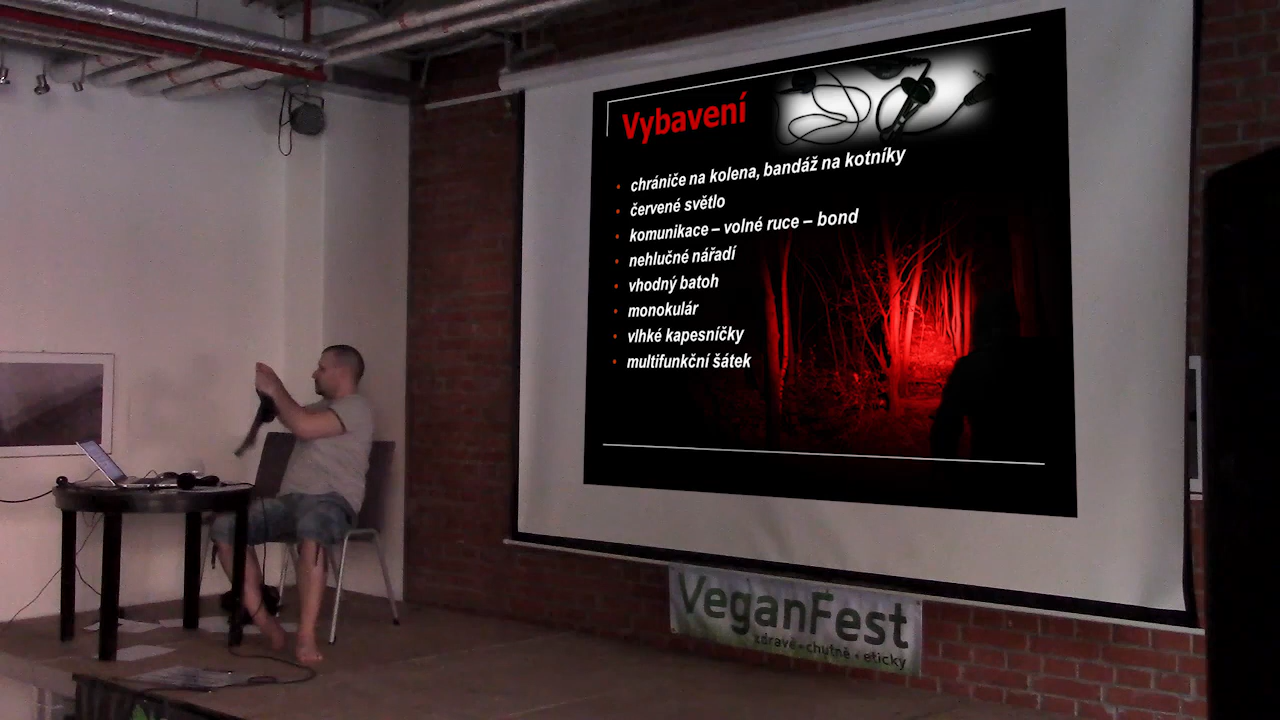 Vybavení
chrániče na kolena, bandáž na kotníky
červené světlo
komunikace – volné ruce – bond
nehlučné nářadí
vhodný batoh
monokulár
vlhké kapesníčky
multifunkční šátek
VeganFest
zdravě • chutně • eticky